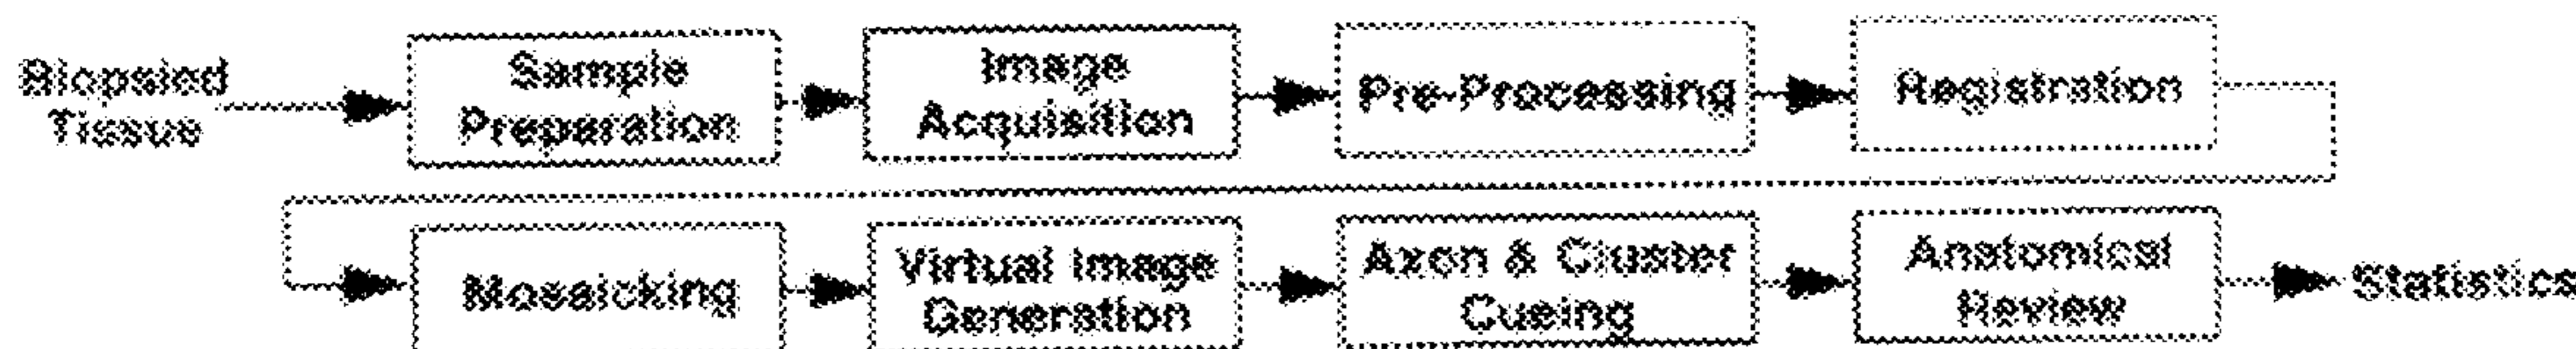 Biopsied
Tissue
Sample
Preparation
Image
Acquisition
Pre-Processing
Registration
Mosaicking
Virtual Image
Generation
Axon & Cluster
Cueing
Anatomical
Review
Statistics